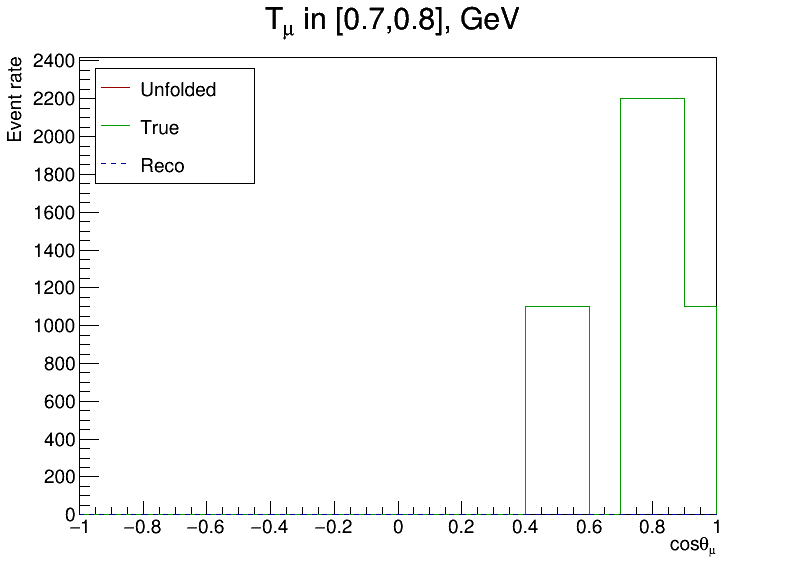 T_μ in [0.7,0.8], GeV
Event rate
2400
2200
2000
1800
1600
1400
1200
1000
800
600
400
200
0
Unfolded
True
Reco
−1 −0.8 −0.6 −0.4 −0.2 0 0.2 0.4 0.6 0.8 1
cosθ_μ